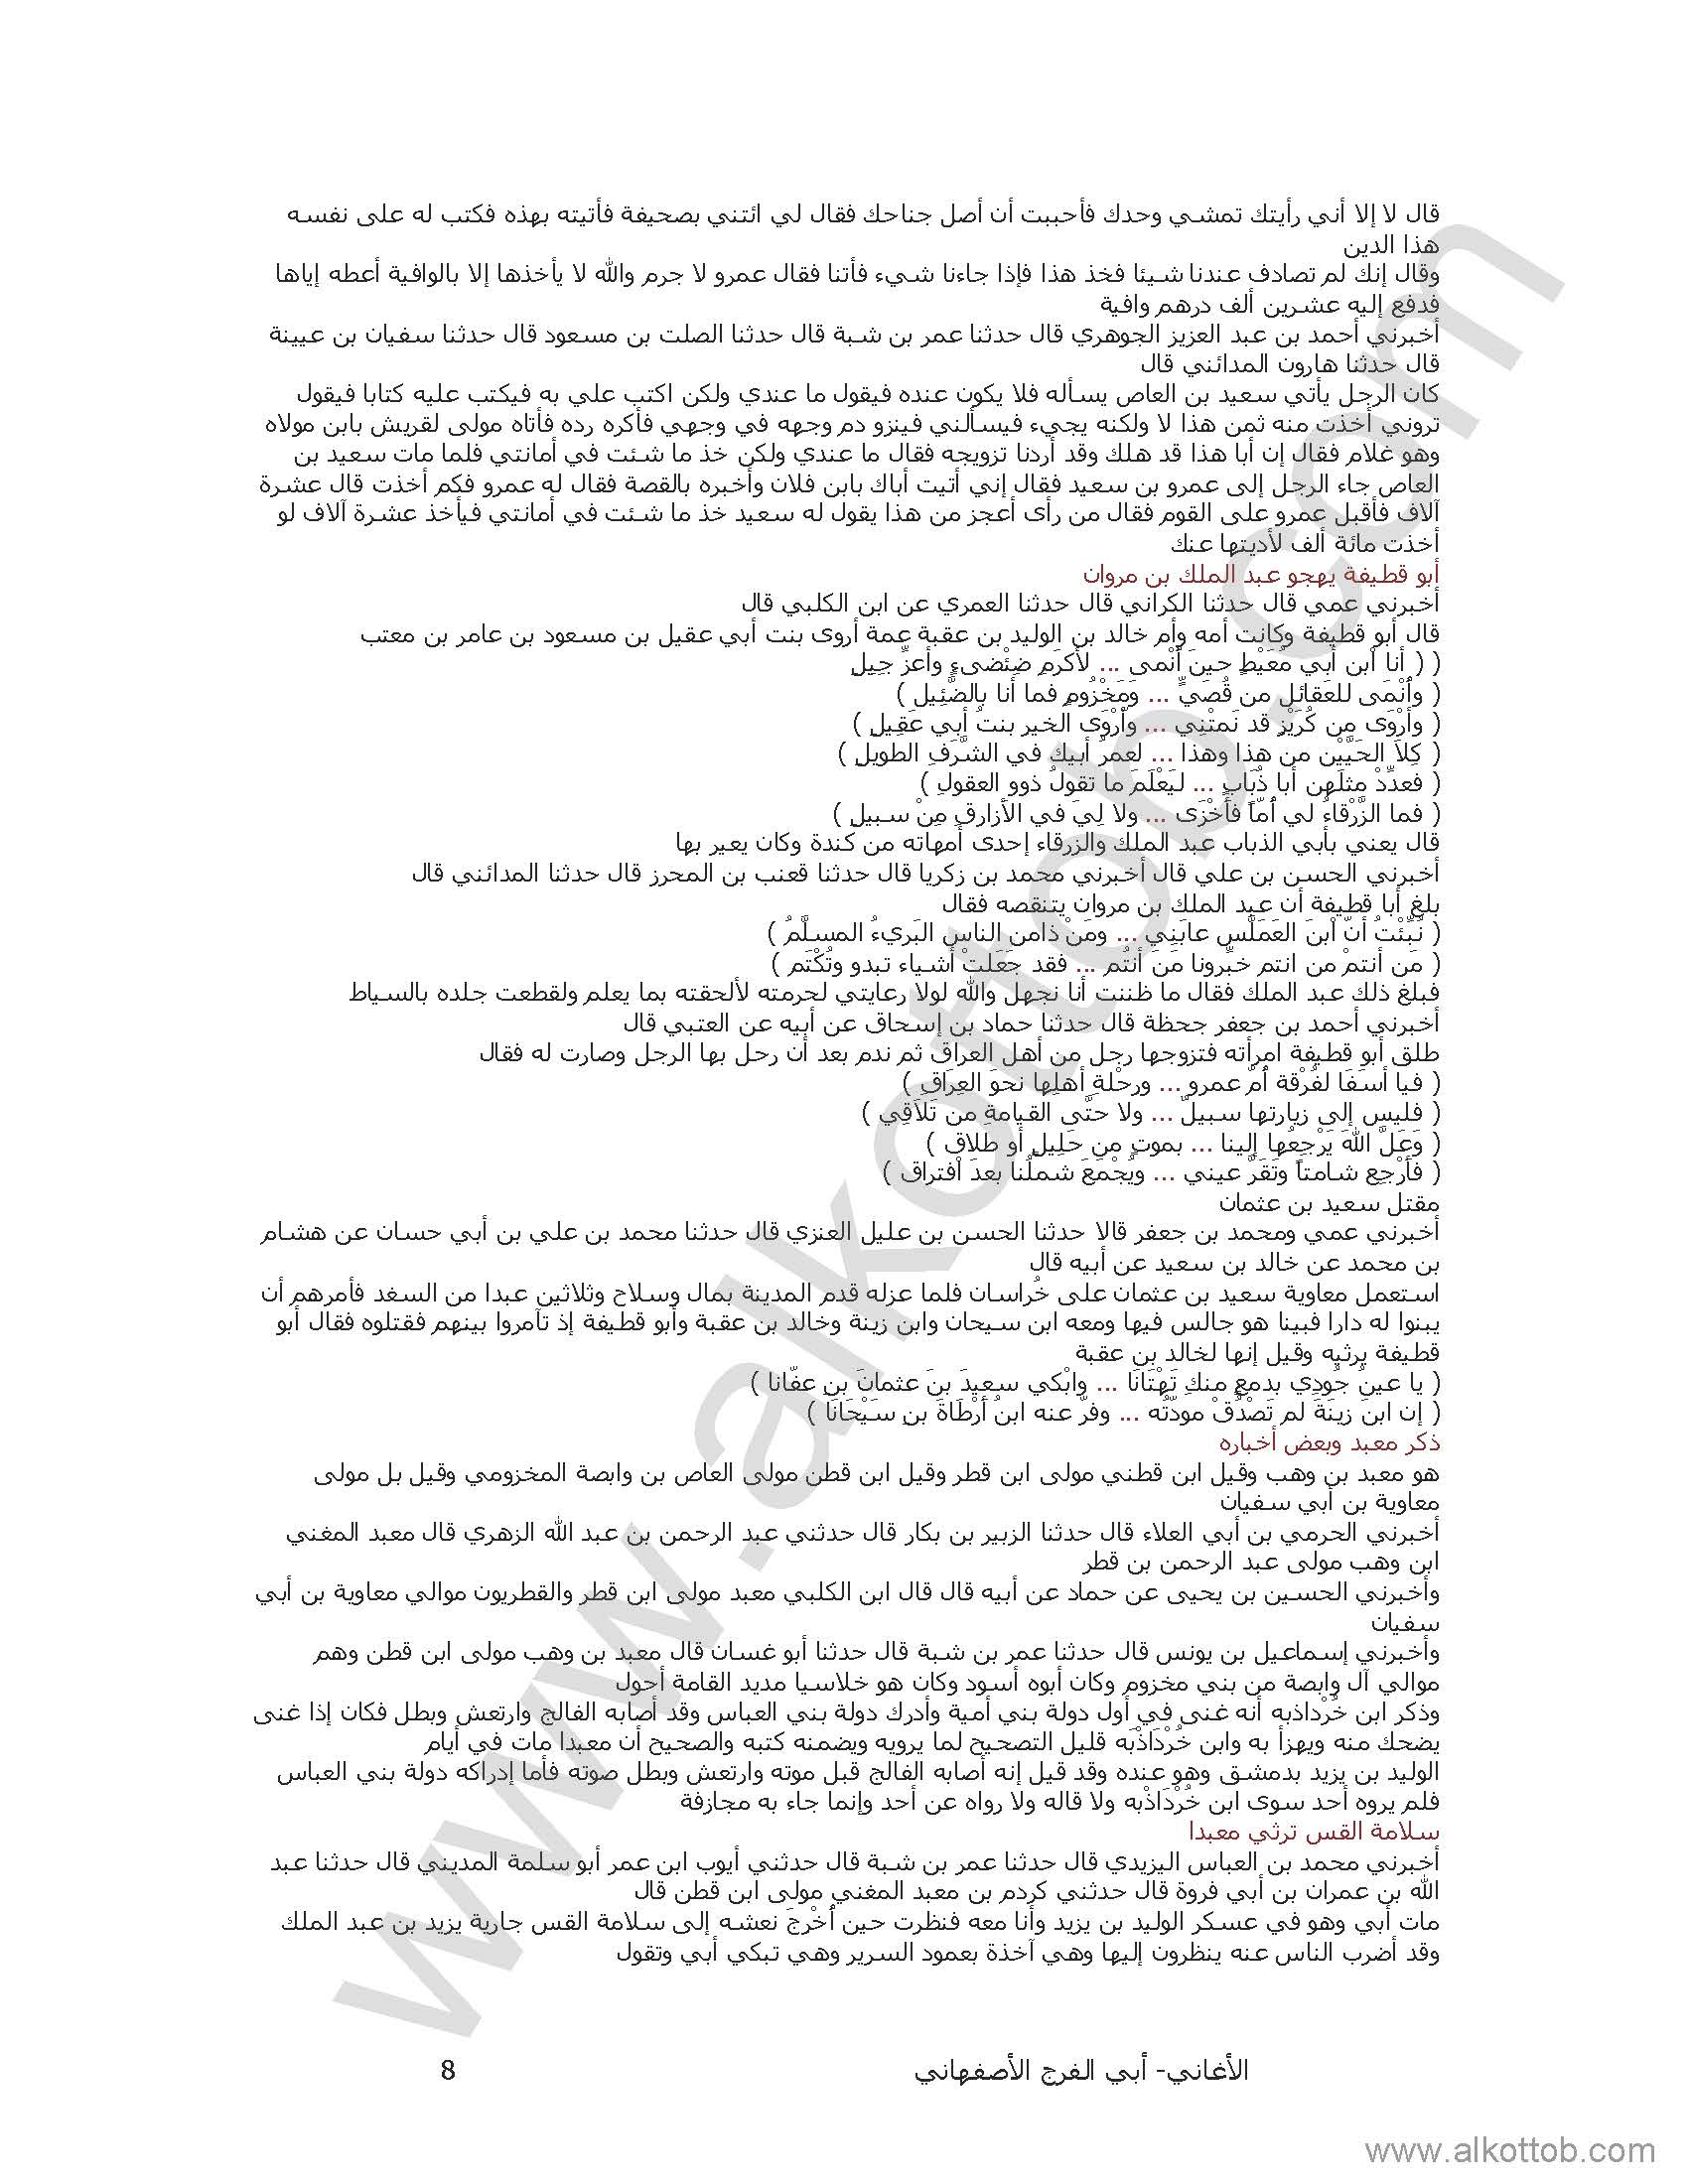 قال لا إلا أني رأيتك تمشي وحدك فأحببت أن أصل جناحك فقال لي ائتني بصحيفة فأتيته بهذه فكتب له على نفسه
هذا الدين
وقال إنك لم تصادف عندنا شيئا فخذ هذا فإذا جاءنا شيء فأتنا فقال عمرو لا جرم والله لا يأخذها إلا بالوافية أعطه إياها
فدفع إليه عشرين ألف درهم وافية
أخبرني أحمد بن عبد العزيز الجوهري قال حدثنا عمر بن شبة قال حدثنا الصلت بن مسعود قال حدثنا سفيان بن عيينة
قال حدثنا هارون المدائني قال
كان الرجل يأتي سعيد بن العاص يسأله فلا يكون عنده فيقول ما عندي ولكن اكتب علي به فيكتب عليه كتابا فيقول
تروني أخذت منه ثمن هذا لا ولكنه يجيء فيسألني فينزو دم وجهه في وجهي فأكره رده فأتاه مولى لقريش بابن مولاه
وهو غلام فقال إن أبا هذا قد هلك وقد أردنا تزويجه فقال ما عندي ولكن خذ ما شئت في أمانتي فلما مات سعيد بن
العاص جاء الرجل إلى عمرو بن سعيد فقال إني أتيت أباك بابن فلان وأخبره بالقصة فقال له عمرو فكم أخذت قال عشرة
آلاف فأقبل عمرو على القوم فقال من رأى أعجز من هذا يقول له سعيد خذ ما شئت في أمانتي فيأخذ عشرة آلاف لو
أخذت مائة ألف لأديتها عنك
أبو قطيفة يهجو عبد الملك بن مروان
أخبرني عمي قال حدثنا الكراني قال حدثنا العمري عن ابن الكلبي قال
قال أبو قطيفة وكانت أمه وأم خالد بن الوليد بن عقبة عمة أروى بنت أبي عقيل بن مسعود بن عامر بن معتب
( ( أنا اُبن أبي مُعَيْطٍ حينَ اُنْمى ... لأكرَمِ ضِئْضىءٍ وأعزِّ جِيلِ
( واُنْمَى للعَقائل من قُصَيٍّ ... وَمَخْزُومٍ فما أنا بالضَّئِيل )
( وأرْوَى من كُرَيْزٍ قد نَمتْنِي ... وأرْوَى الخير بنتُ أبي عَقِيل )
( كِلاَ الحَيَّيْن من هذا وهذا ... لعمرُ أبيك في الشَّرَفِ الطويلِ )
( فعدِّدْ مِثلَهن أبا ذُبَابٍ ... ليَعْلَمَ ما تقولُ ذوو العقولِ )
( فما الزَّرْقاءُ لي اُمّاً فأَخْزَى ... ولا لِيَ في الأزارق مِنْ سبيلِ )
قال يعني بأبي الذباب عبد الملك والزرقاء إحدى أمهاته من كندة وكان يعير بها
أخبرني الحسن بن علي قال أخبرني محمد بن زكريا قال حدثنا قعنب بن المحرز قال حدثنا المدائني قال
بلغ أبا قطيفة أن عبد الملك بن مروان يتنقصه فقال
( نُبِّئْتُ أنّ اُبنَ العَمَلَّس عابَنِي ... ومَنْ ذامن الناس البَريءُ المسلَّمُ )
( مَن أنتمْ من انتم خبِّرونا مَنَ أنتُم ... فقد جَعَلتْ أشياء تبدو وتُكْتَم )
فبلغ ذلك عبد الملك فقال ما ظننت أنا نجهل والله لولا رعايتي لحرمته لألحقته بما يعلم ولقطعت جلده بالسياط
أخبرني أحمد بن جعفر جحظة قال حدثنا حماد بن إسحاق عن أبيه عن العتبي قال
طلق أبو قطيفة امرأته فتزوجها رجل من أهل العراق ثم ندم بعد أن رحل بها الرجل وصارت له فقال
( فيا أسفَا لفُرْقة اُمّ عمرو ... ورحْلةِ أهلِها نحوَ العِرَاقِ )
( فليس إلى زيارتها سبيلٌ ... ولا حتَّى القيامةِ من تَلاَقِي )
( وَعَلَّ اللهَ يَرْجِعُها إلينا ... بموتٍ من حَلِيلٍ أو طلاق )
( فأَرْجِع شامتاً وتَقَرّ عيني ... ويُجْمَعَ شملُنا بعدَ اُفتراق )
مقتل سعيد بن عثمان
أخبرني عمي ومحمد بن جعفر قالا حدثنا الحسن بن عليل العنزي قال حدثنا محمد بن علي بن أبي حسان عن هشام
بن محمد عن خالد بن سعيد عن أبيه قال
استعمل معاوية سعيد بن عثمان على خُراسان فلما عزله قدم المدينة بمال وسلاح وثلاثين عبدا من السغد فأمرهم أن
يبنوا له دارا فبينا هو جالس فيها ومعه ابن سيحان وابن زينة وخالد بن عقبة وأبو قطيفة إذ تآمروا بينهم فقتلوه فقال أبو
قطيفة يرثيه وقيل إنها لخالد بن عقبة
( يا عينُ جُودِي بدمعٍ منكِ تَهْتَانَا ... واُبْكي سعيدَ بنَ عثمانَ بنِ عفّانا )
( إن ابنَ زينَةَ لم تَصْدُقْ مودّتُه ... وفرّ عنه ابنُ أَرْطَاةَ بنِ سَيْحَانَا )
ذكر معبد وبعض أخباره
هو معبد بن وهب وقيل ابن قطني مولى ابن قطر وقيل ابن قطن مولى العاص بن وابصة المخزومي وقيل بل مولى
معاوية بن أبي سفيان
أخبرني الحرمي بن أبي العلاء قال حدثنا الزبير بن بكار قال حدثني عبد الرحمن بن عبد الله الزهري قال معبد المغني
ابن وهب مولى عبد الرحمن بن قطر
وأخبرني الحسين بن يحيى عن حماد عن أبيه قال قال ابن الكلبي معبد مولى ابن قطر والقطريون موالي معاوية بن أبي
سفيان
وأخبرني إسماعيل بن يونس قال حدثنا عمر بن شبة قال حدثنا أبو غسان قال معبد بن وهب مولى ابن قطن وهم
موالي آل وابصة من بني مخزوم وكان أبوه أسود وكان هو خلاسيا مديد القامة أحول
وذكر ابن خُرْداذبه أنه غنى في أول دولة بني أمية وأدرك دولة بني العباس وقد أصابه الفالج وارتعش وبطل فكان إذا غنى
يضحك منه ويهزأ به وابن خُرْدَاذْبَه قليل التصحيح لما يرويه ويضمنه كتبه والصحيح أن معبدا مات في أيام
الوليد بن يزيد بدمشق وهو عنده وقد قيل إنه أصابه الفالج قبل موته وارتعش وبطل صوته فأما إدراكه دولة بني العباس
فلم يروه أحد سوى ابن خُرْدَاذْبه ولا قاله ولا رواه عن أحد وإنما جاء به مجازفة
سلامة القس ترثي معبدا
أخبرني محمد بن العباس اليزيدي قال حدثنا عمر بن شبة قال حدثني أيوب ابن عمر أبو سلمة المديني قال حدثنا عبد
الله بن عمران بن أبي فروة قال حدثني كردم بن معبد المغني مولى ابن قطن قال
مات أبي وهو في عسكر الوليد بن يزيد وأنا معه فنظرت حين اُخْرِجَ نعشه إلى سلامة القس جارية يزيد بن عبد الملك
وقد أضرب الناس عنه ينظرون إليها وهي آخذة بعمود السرير وهي تبكي أبي وتقول
الأغاني- أبي الفرج الأصفهاني 8
www.alkottob.com
www.alkottob.com